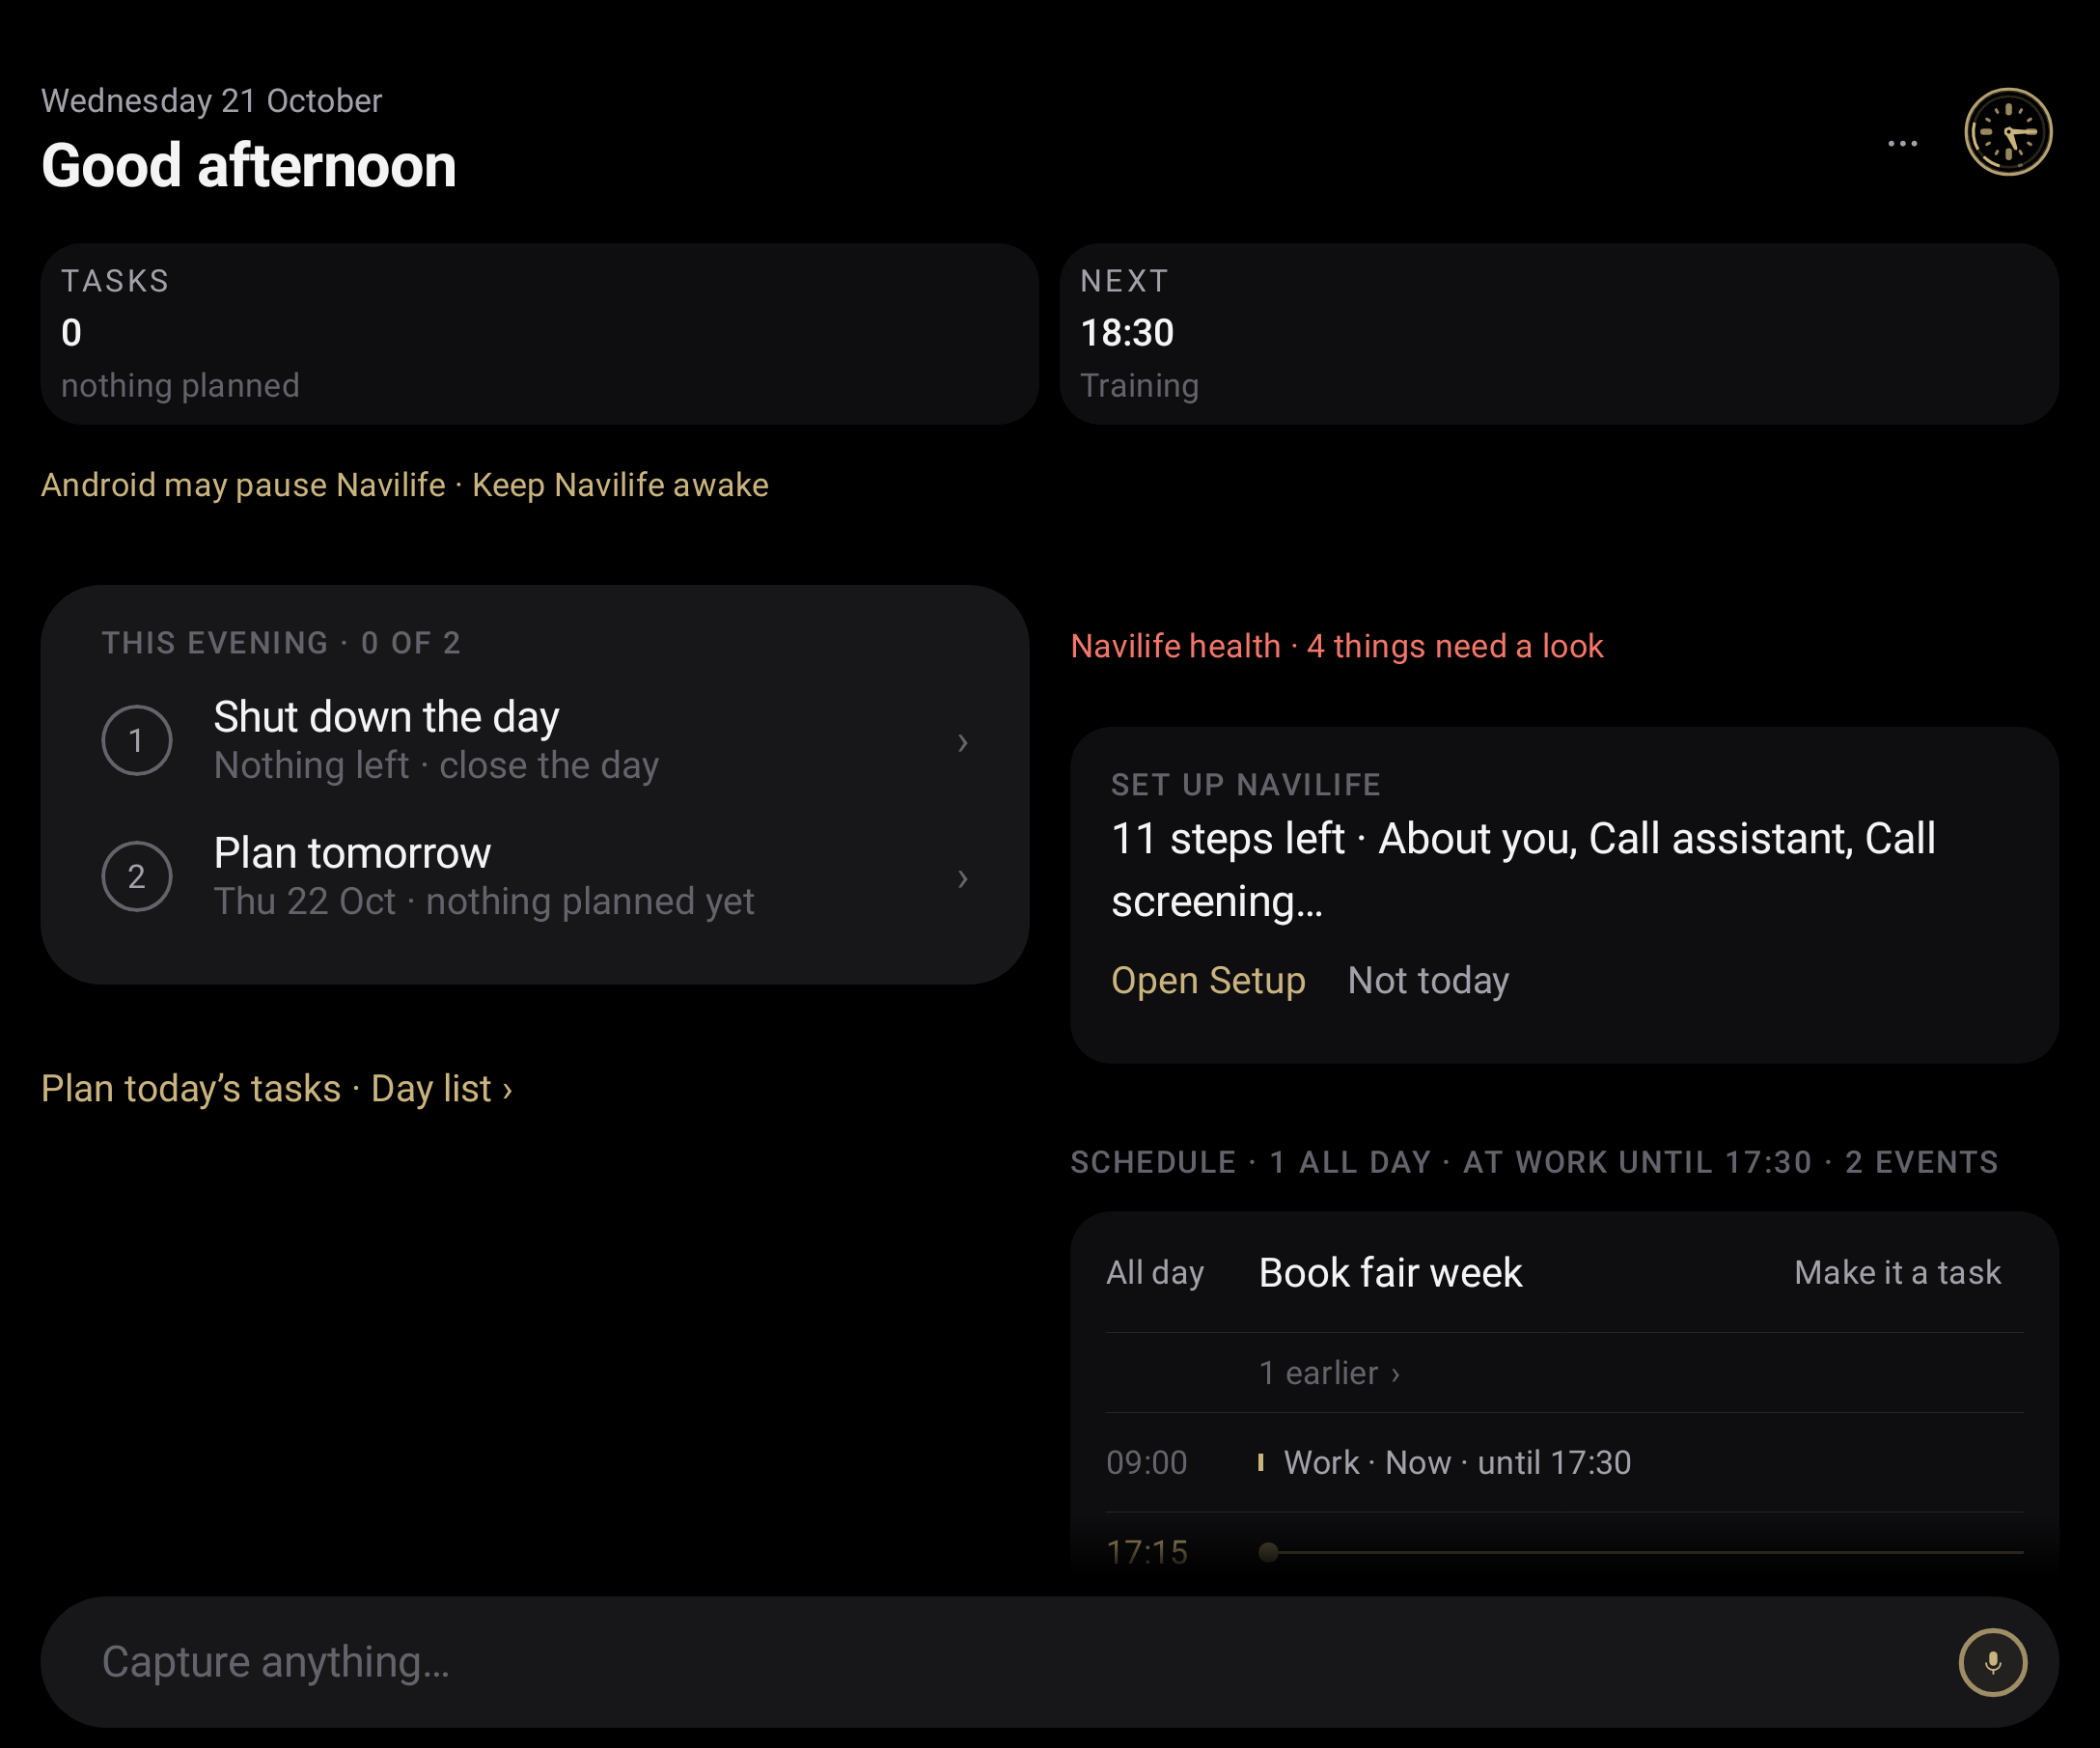 Wednesday 21 October
Good afternoon
...
TASKS
0
nothing planned
NEXT
18:30
Training
Android may pause Navilife · Keep Navilife awake
THIS EVENING · 0 OF 2
1
Shut down the day
Nothing left · close the day
›
2
Plan tomorrow
Thu 22 Oct · nothing planned yet
›
Plan today’s tasks · Day list ›
Navilife health · 4 things need a look
SET UP NAVILIFE
11 steps left · About you, Call assistant, Call
screening…
Open Setup
Not today
SCHEDULE · 1 ALL DAY · AT WORK UNTIL 17:30 · 2 EVENTS
All day
Book fair week
Make it a task
1 earlier ›
09:00
Work · Now · until 17:30
17:15
Capture anything…